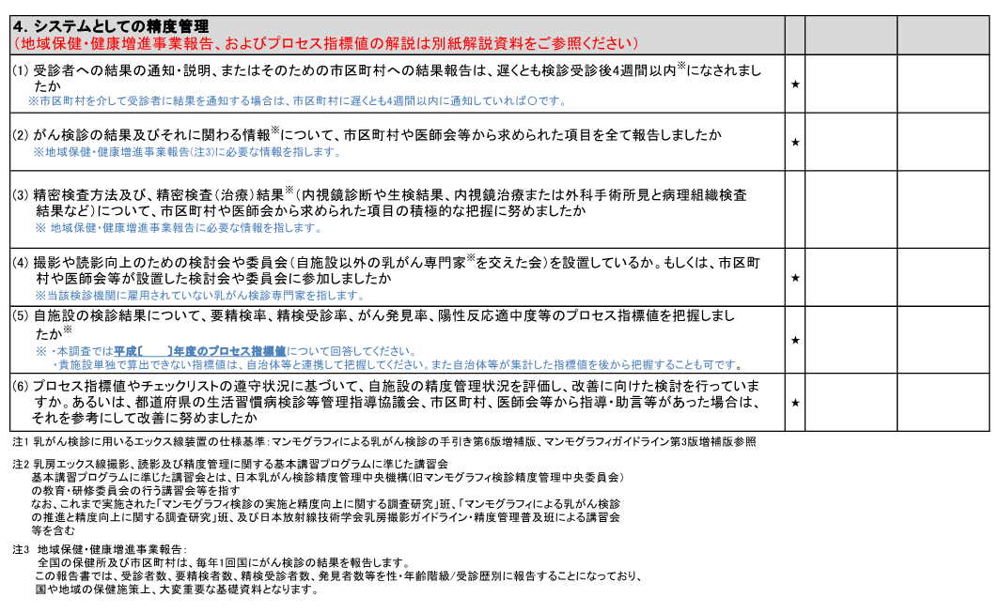 ４．システムとしての精度管理
（地域保健・健康増進事業報告、およびプロセス指標値の解説は別紙解説資料をご参照ください）
(1) 受診者への結果の通知・説明、またはそのための市区町村への結果報告は、遅くとも検診受診後4週間以内※になされまし
たか
★
※市区町村を介して受診者に結果を通知する場合は、市区町村に遅くとも4週間以内に通知していれば〇です。
(2) がん検診の結果及びそれに関わる情報※について、市区町村や医師会等から求められた項目を全て報告しましたか
★
※地域保健・健康増進事業報告(注3)に必要な情報を指します。
(3) 精密検査方法及び、精密検査（治療）結果※（内視鏡診断や生検結果、内視鏡治療または外科手術所見と病理組織検査
結果など）について、市区町村や医師会から求められた項目の積極的な把握に努めましたか
※ 地域保健・健康増進事業報告に必要な情報を指します。
(4) 撮影や読影向上のための検討会や委員会（自施設以外の乳がん専門家※を交えた会）を設置しているか。もしくは、市区町
村や医師会等が設置した検討会や委員会に参加しましたか
★
※当該検診機関に雇用されていない乳がん検診専門家を指します。
(5) 自施設の検診結果について、要精検率、精検受診率、がん発見率、陽性反応適中度等のプロセス指標値を把握しまし
たか※
★
※ ・本調査では平成〔　　〕年度のプロセス指標値について回答してください。
・貴施設単独で算出できない指標値は、自治体等と連携して把握してください。また自治体等が集計した指標値を後から把握することも可です。
(6) プロセス指標値やチェックリストの遵守状況に基づいて、自施設の精度管理状況を評価し、改善に向けた検討を行っていま
すか。あるいは、都道府県の生活習慣病検診等管理指導協議会、市区町村、医師会等から指導・助言等があった場合は、
★
それを参考にして改善に努めましたか
注1 乳がん検診に用いるエックス線装置の仕様基準：マンモグラフィによる乳がん検診の手引き第6版増補版、マンモグラフィガイドライン第3版増補版参照
注2 乳房エックス線撮影、読影及び精度管理に関する基本講習プログラムに準じた講習会
基本講習プログラムに準じた講習会とは、日本乳がん検診精度管理中央機構(旧マンモグラフィ検診精度管理中央委員会)
の教育・研修委員会の行う講習会等を指す
なお、これまで実施された「マンモグラフィ検診の実施と精度向上に関する調査研究」班、「マンモグラフィによる乳がん検診
の推進と精度向上に関する調査研究」班、及び日本放射線技術学会乳房撮影ガイドライン・精度管理普及班による講習会
等を含む
注3　地域保健・健康増進事業報告：
全国の保健所及び市区町村は、毎年1回国にがん検診の結果を報告します。
この報告書では、受診者数、要精検者数、精検受診者数、発見者数等を性・年齢階級/受診歴別に報告することになっており、
国や地域の保健施策上、大変重要な基礎資料となります。